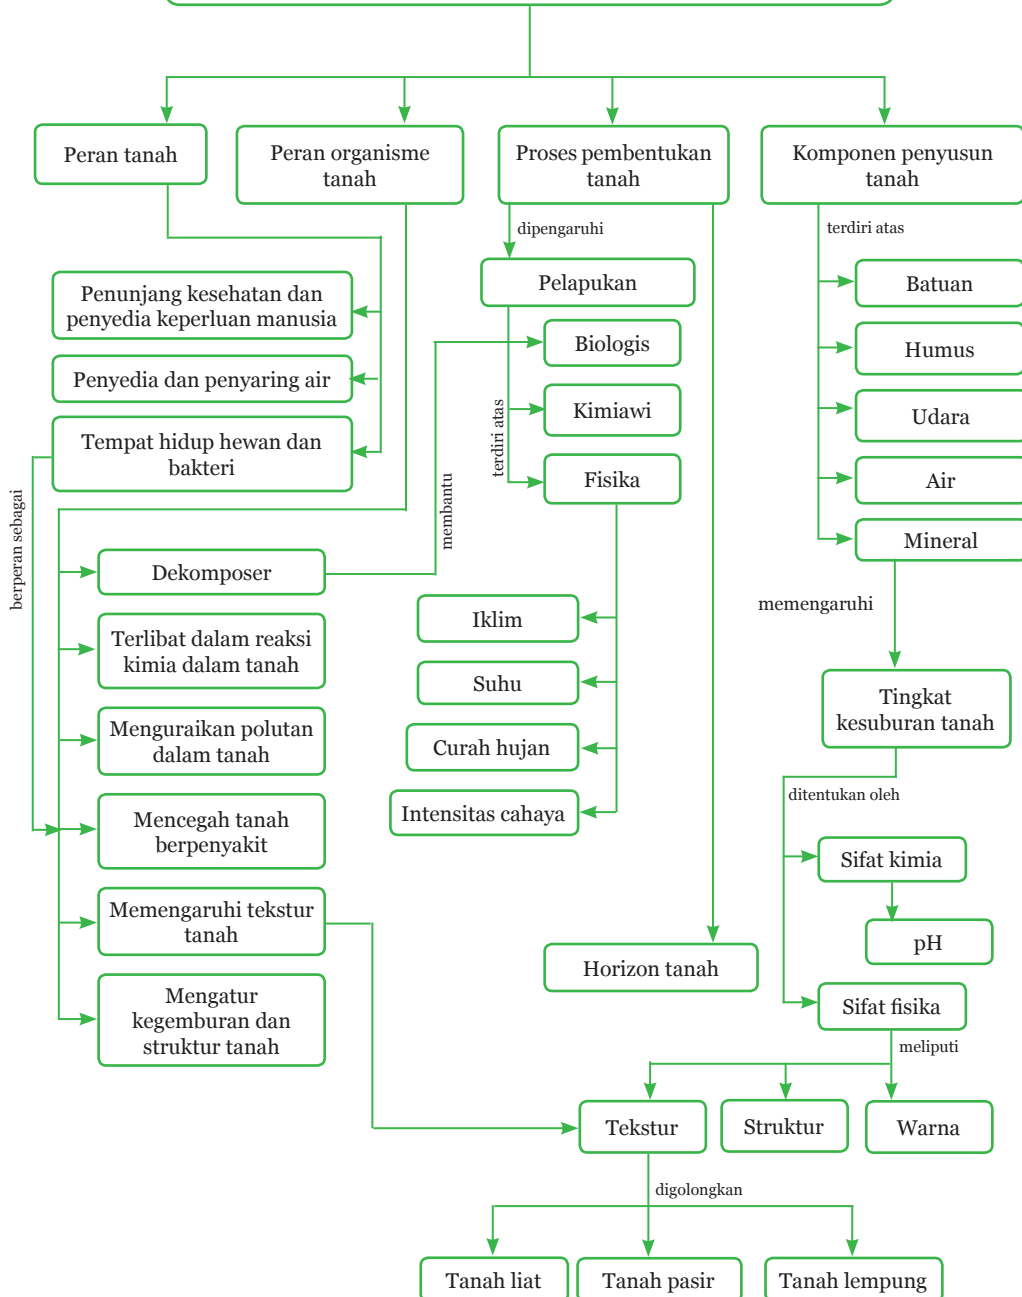 Peran tanah
Peran organisme
tanah
Proses pembentukan
tanah
Komponen penyusun
tanah
dipengaruhi
terdiri atas
Penunjang kesehatan dan
penyedia keperluan manusia
Penyedia dan penyaring air
Tempat hidup hewan dan
bakteri
berperan sebagai
Dekomposer
membantu
Terlibat dalam reaksi
kimia dalam tanah
Menguraikan polutan
dalam tanah
Mencegah tanah
berpenyakit
Memengaruhi tekstur
tanah
Mengatur
kegemburan dan
struktur tanah
Pelapukan
terdiri atas
Biologis
Kimiawi
Fisika
Iklim
Suhu
Curah hujan
Intensitas cahaya
Horizon tanah
Batuan
Humus
Udara
Air
Mineral
memengaruhi
Tingkat
kesuburan tanah
ditentukan oleh
Sifat kimia
pH
Sifat fisika
meliputi
Tekstur
Struktur
Warna
digolongkan
Tanah liat
Tanah pasir
Tanah lempung